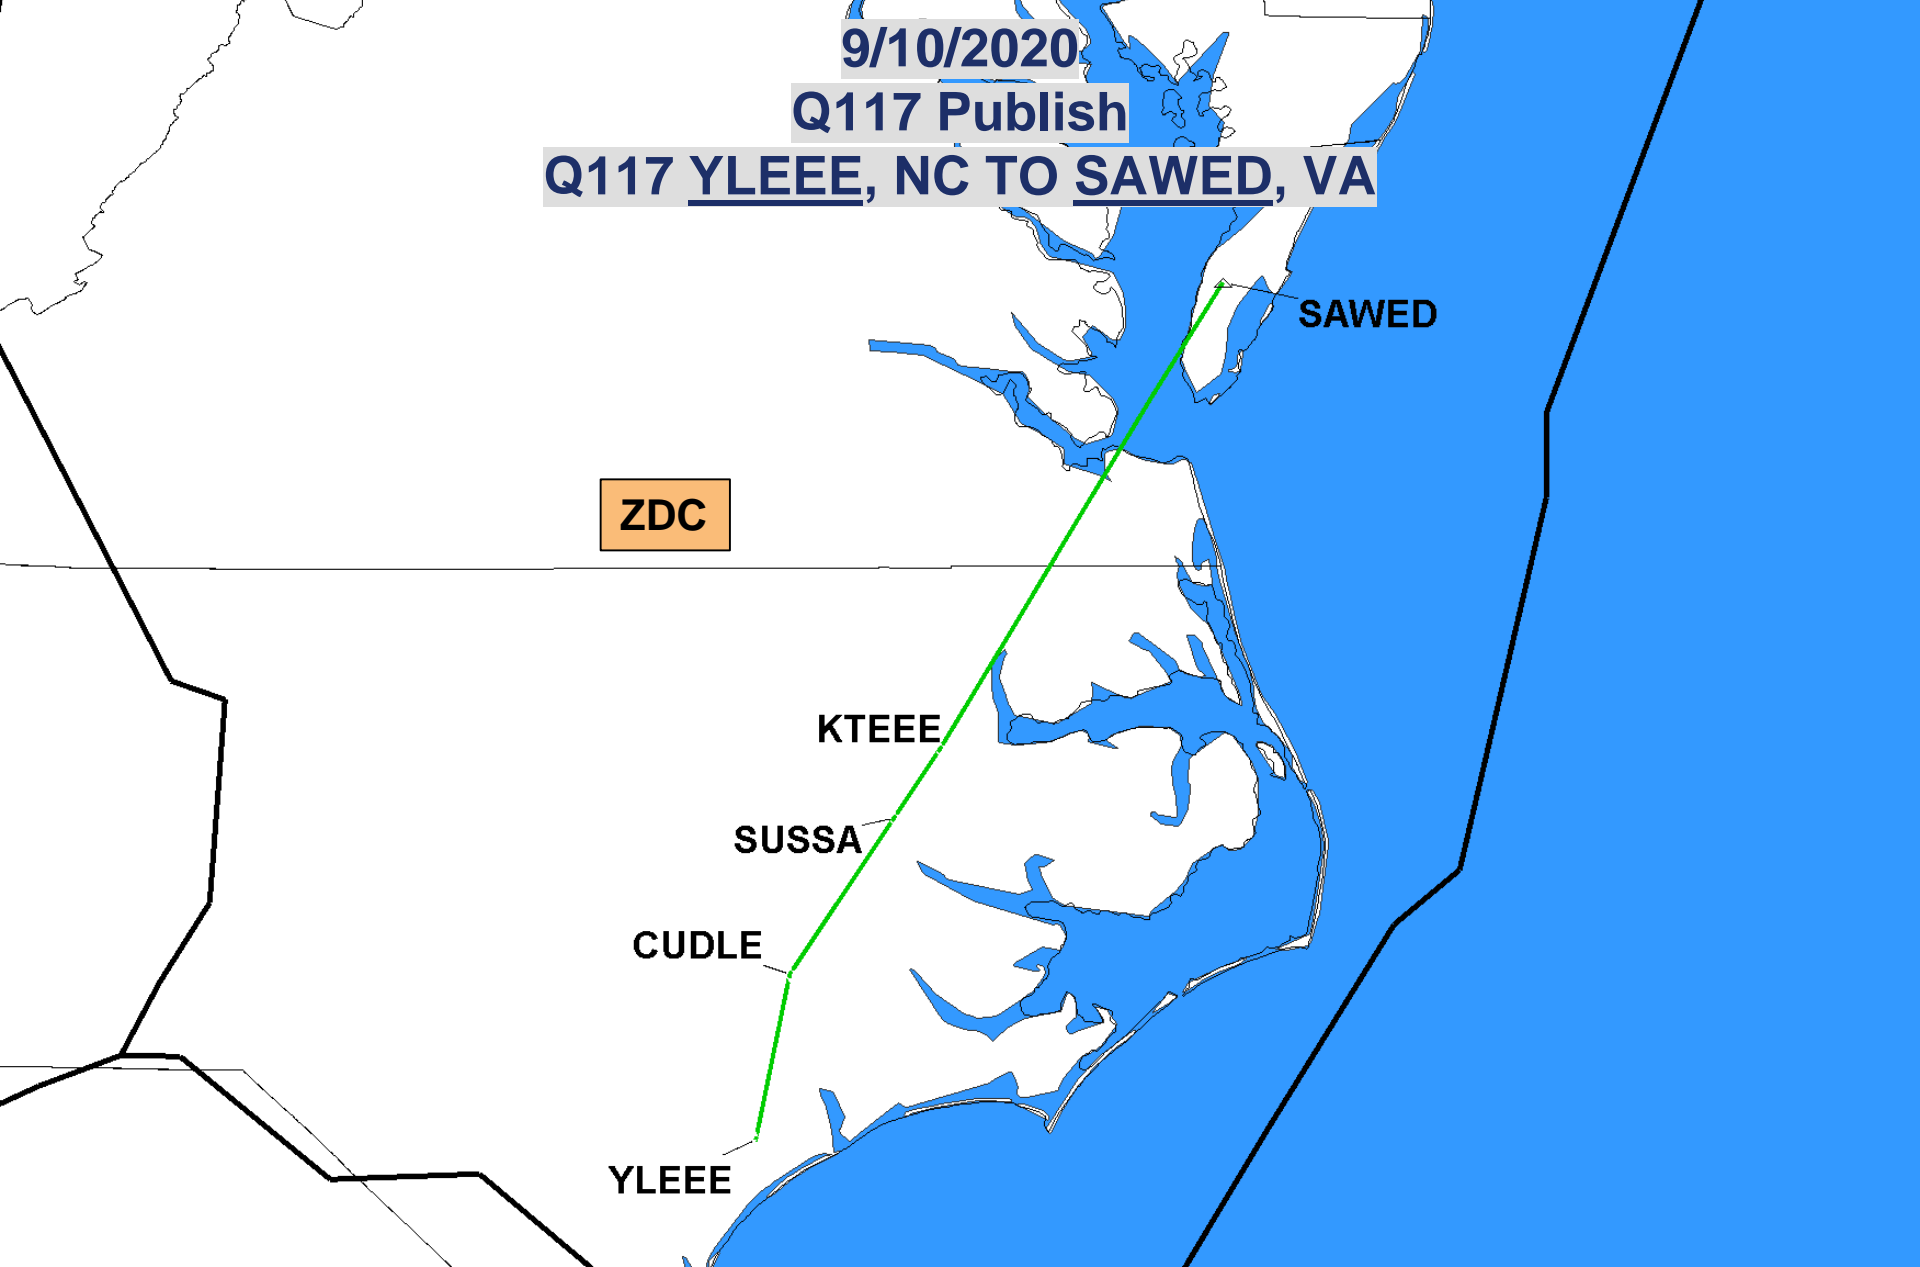 9/10/2020
Q117 Publish
Q117 YLEEE, NC TO SAWED, VA
SAWED
ZDC
KTEEE
SUSSA
CUDLE
YLEEE